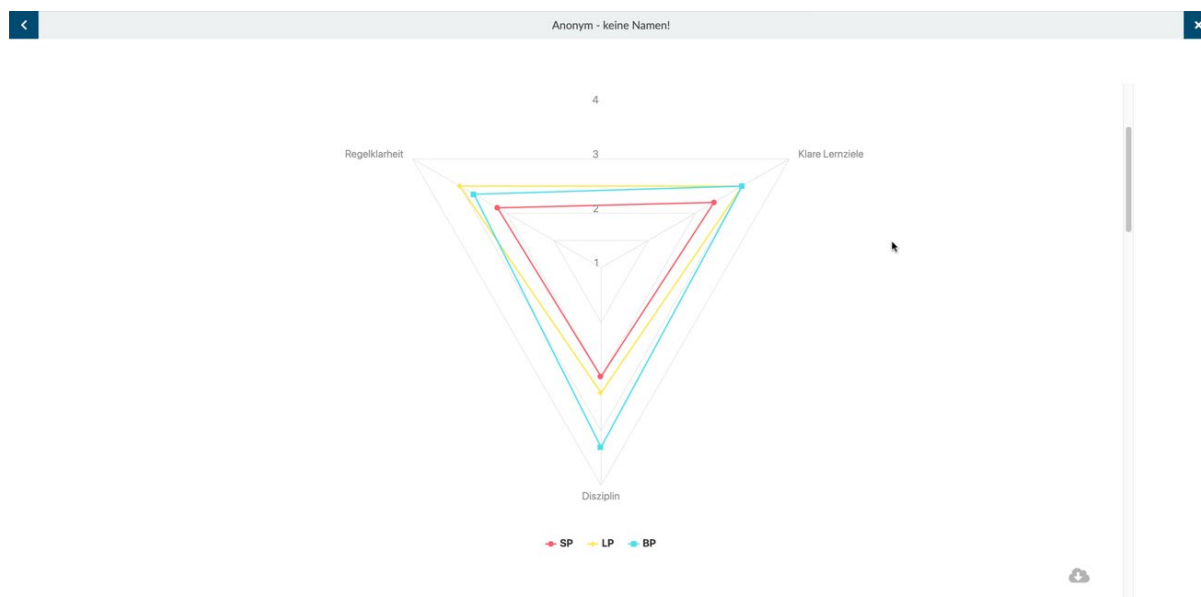 Anonym - keine Namen!
4
Regelklarheit
3
Klare Lernziele
2
1
Disziplin
SP LP BP